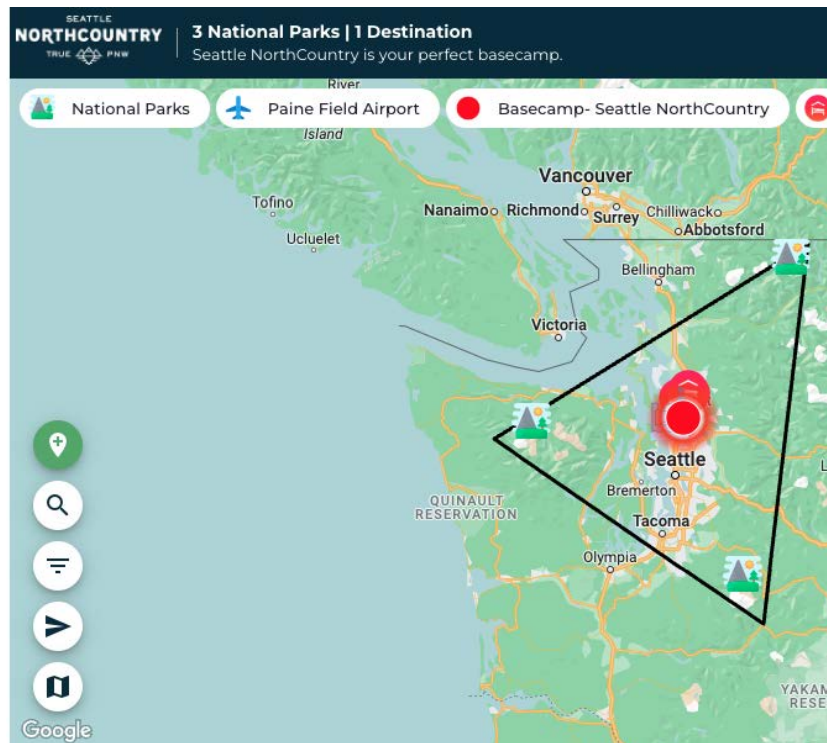 SEATTLE
NORTHCOUNTRY
TRUE PNW
3 National Parks | 1 Destination
Seattle NorthCountry is your perfect basecamp.
River
National Parks
Paine Field Airport
Basecamp- Seattle NorthCountry
Island
Vancouver
Tofino
Nanaimo
Richmond
Surrey
Chilliwack
Abbotsford
Ucluelet
Bellingham
Victoria
Seattle
Bremerton
QUINAULT
RESERVATION
Tacoma
Olympia
YAKAM
RESE
Google